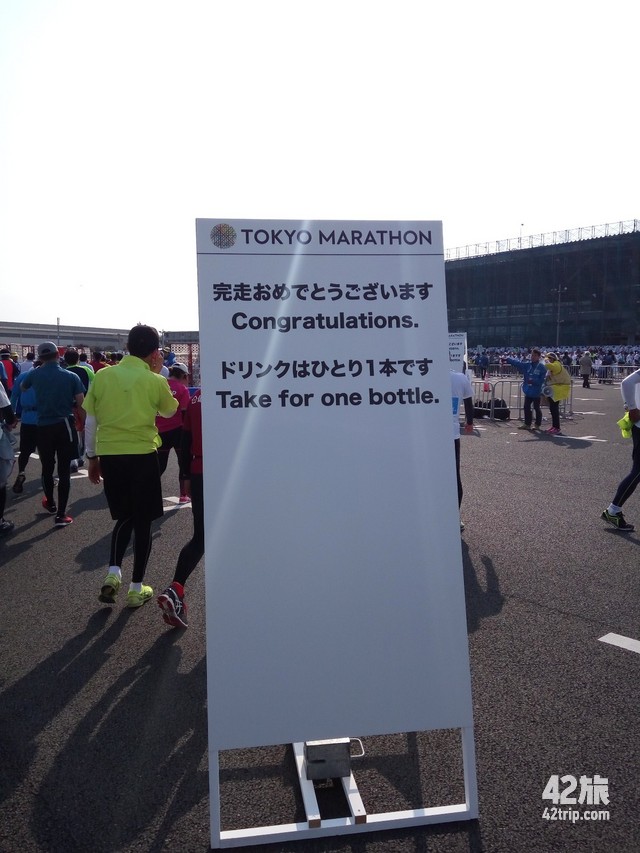 TOKYO MARATHON
完走おめでとうございます
Congratulations.
ドリンクはひとり1本です
Take for one bottle.
42旅
42trip.com